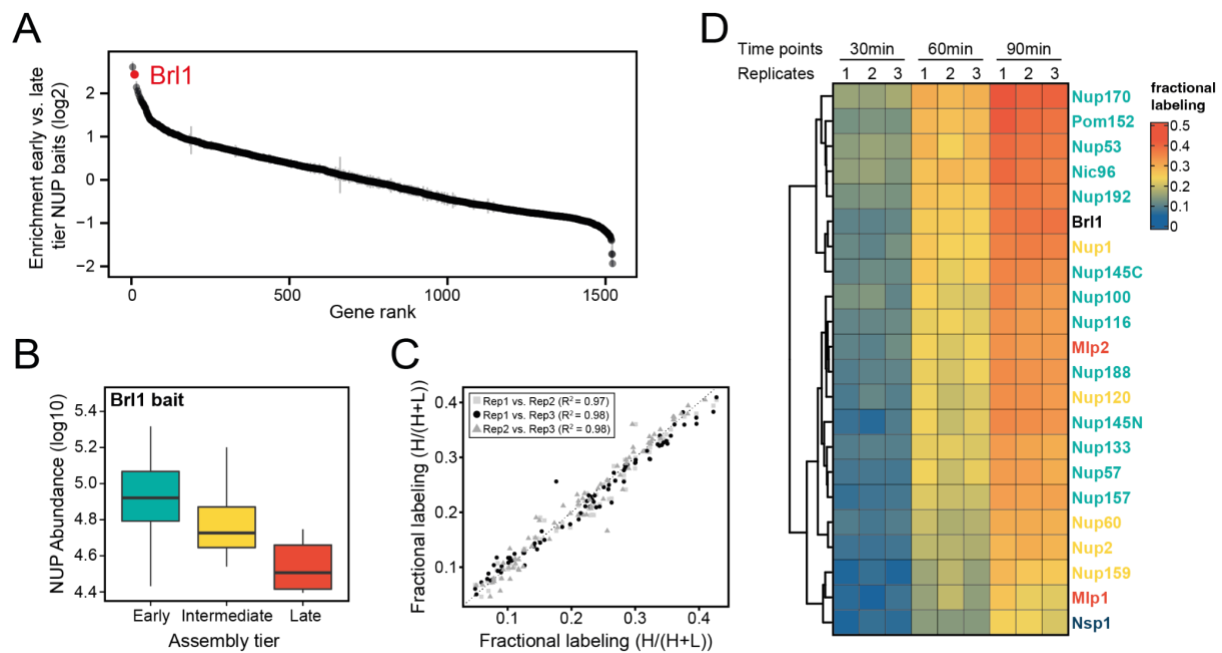 A
Enrichment early vs. late
tier NUP baits (log2)
2
1
0
−1
−2
Brl1
0
500
1000
1500
Gene rank
B
Brl1 bait
NUP Abundance (log10)
5.4
5.2
5.0
4.8
4.6
4.4
Early
Intermediate
Late
Assembly tier
C
Fractional labeling (H/(H+L))
0.4
0.3
0.2
0.1
Rep1 vs. Rep2 (R² = 0.97)
Rep1 vs. Rep3 (R² = 0.98)
Rep2 vs. Rep3 (R² = 0.98)
0.1
0.2
0.3
0.4
Fractional labeling (H/(H+L))
D
Time points 30min 60min 90min
Replicates 1 2 3 1 2 3 1 2 3
Nup170
Pom152
Nup53
Nic96
Nup192
Brl1
Nup1
Nup145C
Nup100
Nup116
Mlp2
Nup188
Nup120
Nup145N
Nup133
Nup57
Nup157
Nup60
Nup2
Nup159
Mlp1
Nsp1
fractional
labeling
0.5
0.4
0.3
0.2
0.1
0